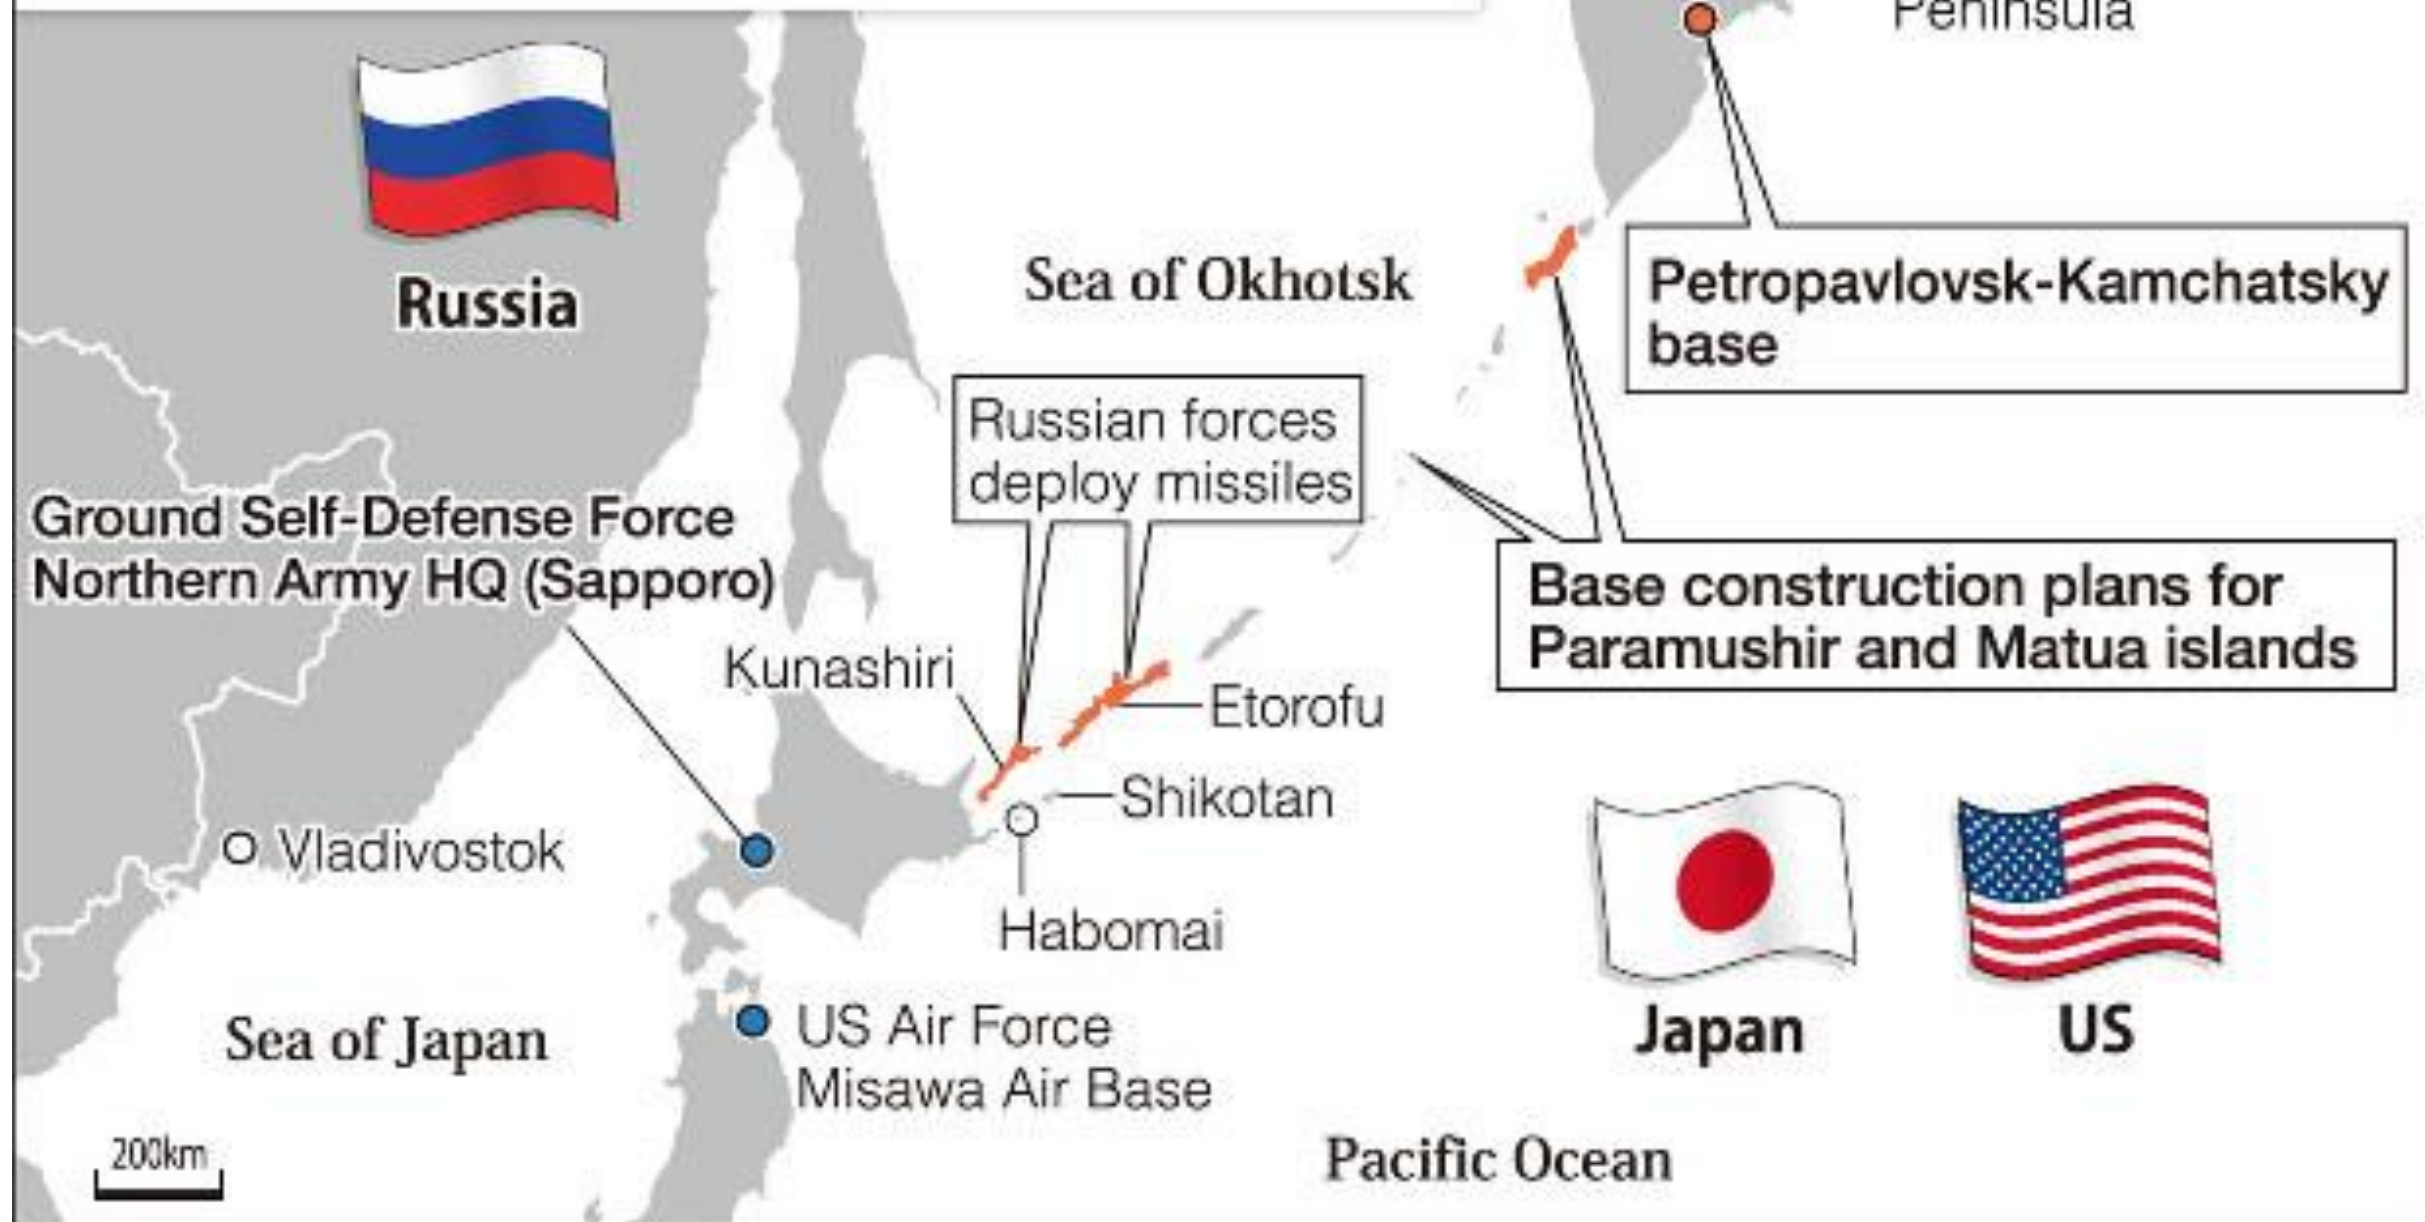 Peninsula
Russia
Sea of Okhotsk
Petropavlovsk-Kamchatsky
base
Russian forces
deploy missiles
Ground Self-Defense Force
Northern Army HQ (Sapporo)
Base construction plans for
Paramushir and Matua islands
Kunashiri
Etorofu
Shikotan
Vladivostok
Habomai
Japan
US
Sea of Japan
US Air Force
Misawa Air Base
200km
Pacific Ocean